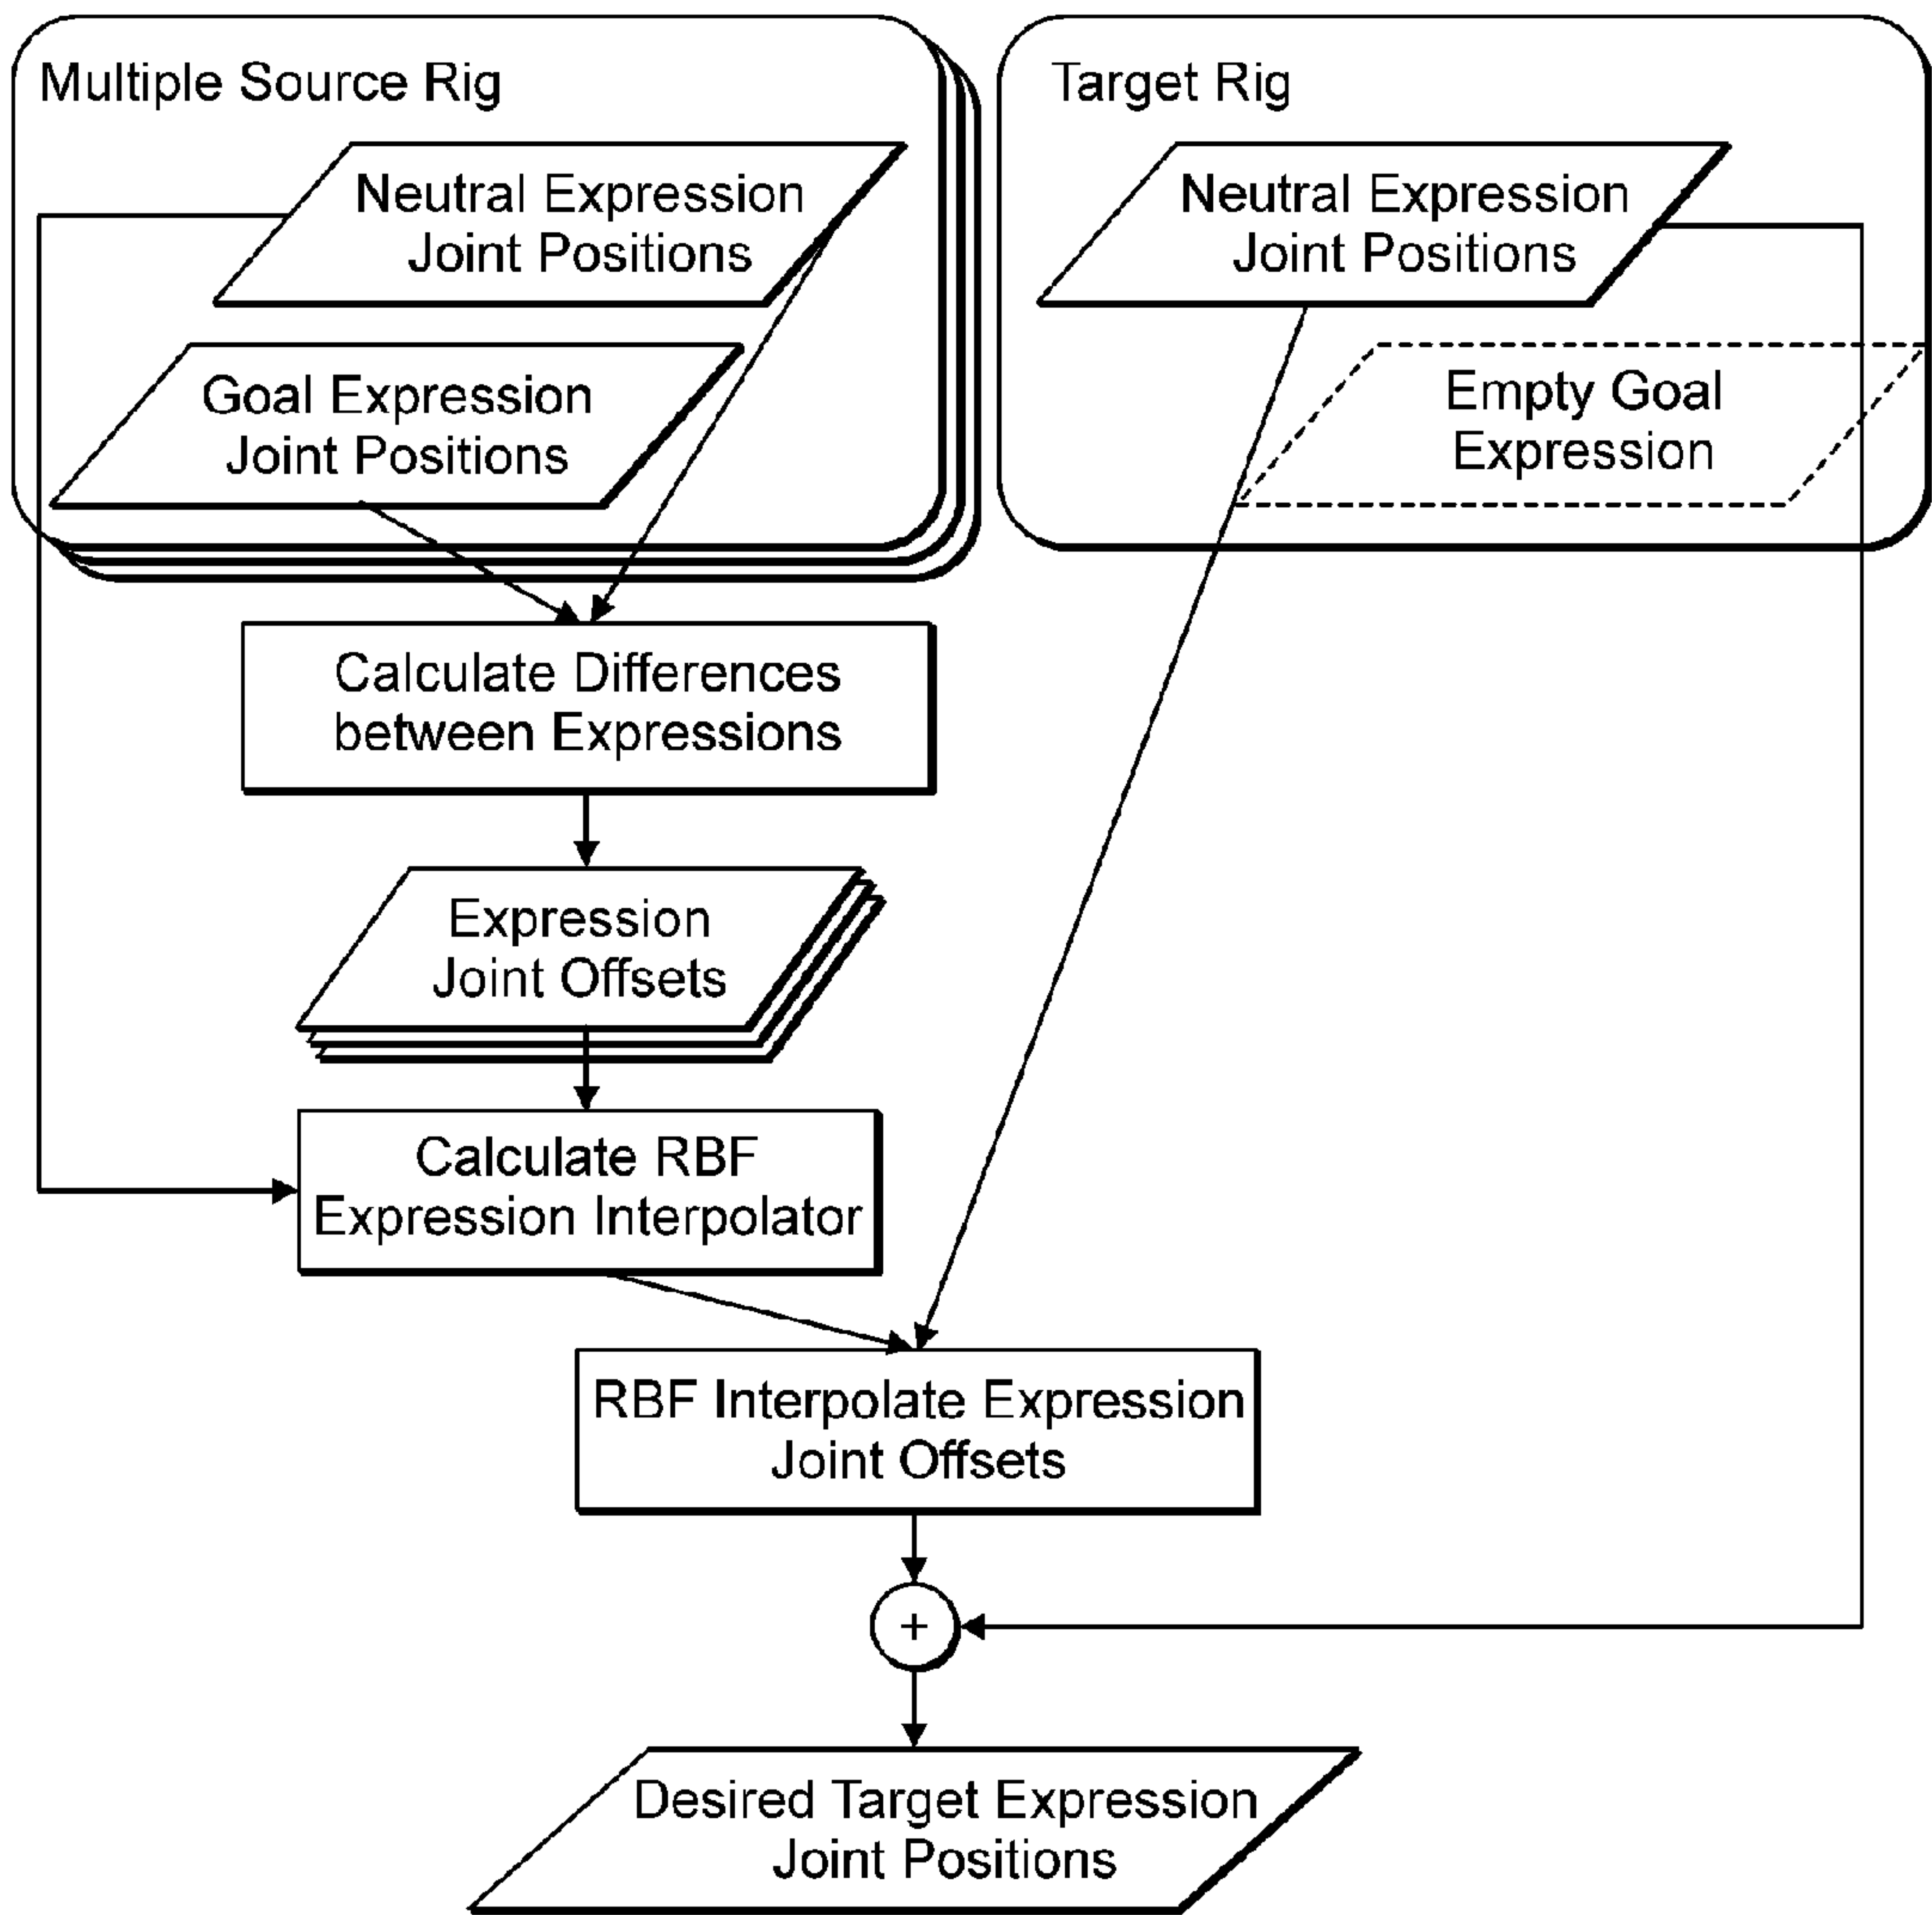 Multiple Source Rig
Neutral Expression
Joint Positions
Goal Expression
Joint Positions
Target Rig
Neutral Expression
Joint Positions
Empty Goal
Expression
Calculate Differences
between Expressions
Expression
Joint Offsets
Calculate RBF
Expression Interpolator
RBF Interpolate Expression
Joint Offsets
+
Desired Target Expression
Joint Positions